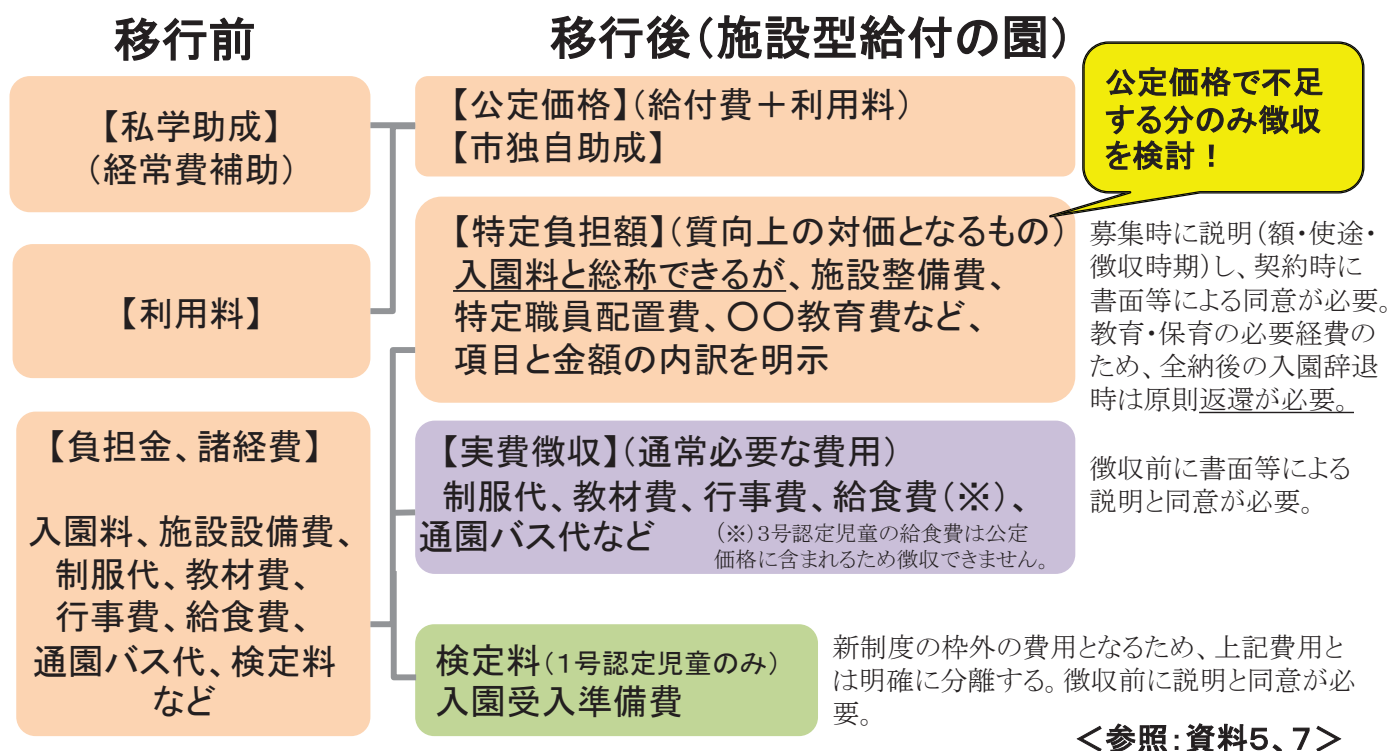 移行前
移行後（施設型給付の園）
公定価格で不足
する分のみ徴収
を検討！
【私学助成】
（経常費補助）
【公定価格】（給付費＋利用料）
【市独自助成】
【利用料】
【特定負担額】（質向上の対価となるもの）
入園料と総称できるが、施設整備費、
特定職員配置費、〇〇教育費など、
項目と金額の内訳を明示
募集時に説明（額・使途・
徴収時期）し、契約時に
書面等による同意が必要。
教育・保育の必要経費の
ため、全納後の入園辞退
時は原則返還が必要。
【負担金、諸経費】
入園料、施設設備費、
制服代、教材費、
行事費、給食費、
通園バス代、検定料
など
【実費徴収】（通常必要な費用）
制服代、教材費、行事費、給食費（※）、
通園バス代など
（※）３号認定児童の給食費は公定
価格に含まれるため徴収できません。
徴収前に書面等による
説明と同意が必要。
検定料（１号認定児童のみ）
入園受入準備費
新制度の枠外の費用となるため、上記費用と
は明確に分離する。徴収前に説明と同意が必
要。
＜参照：資料５、７＞